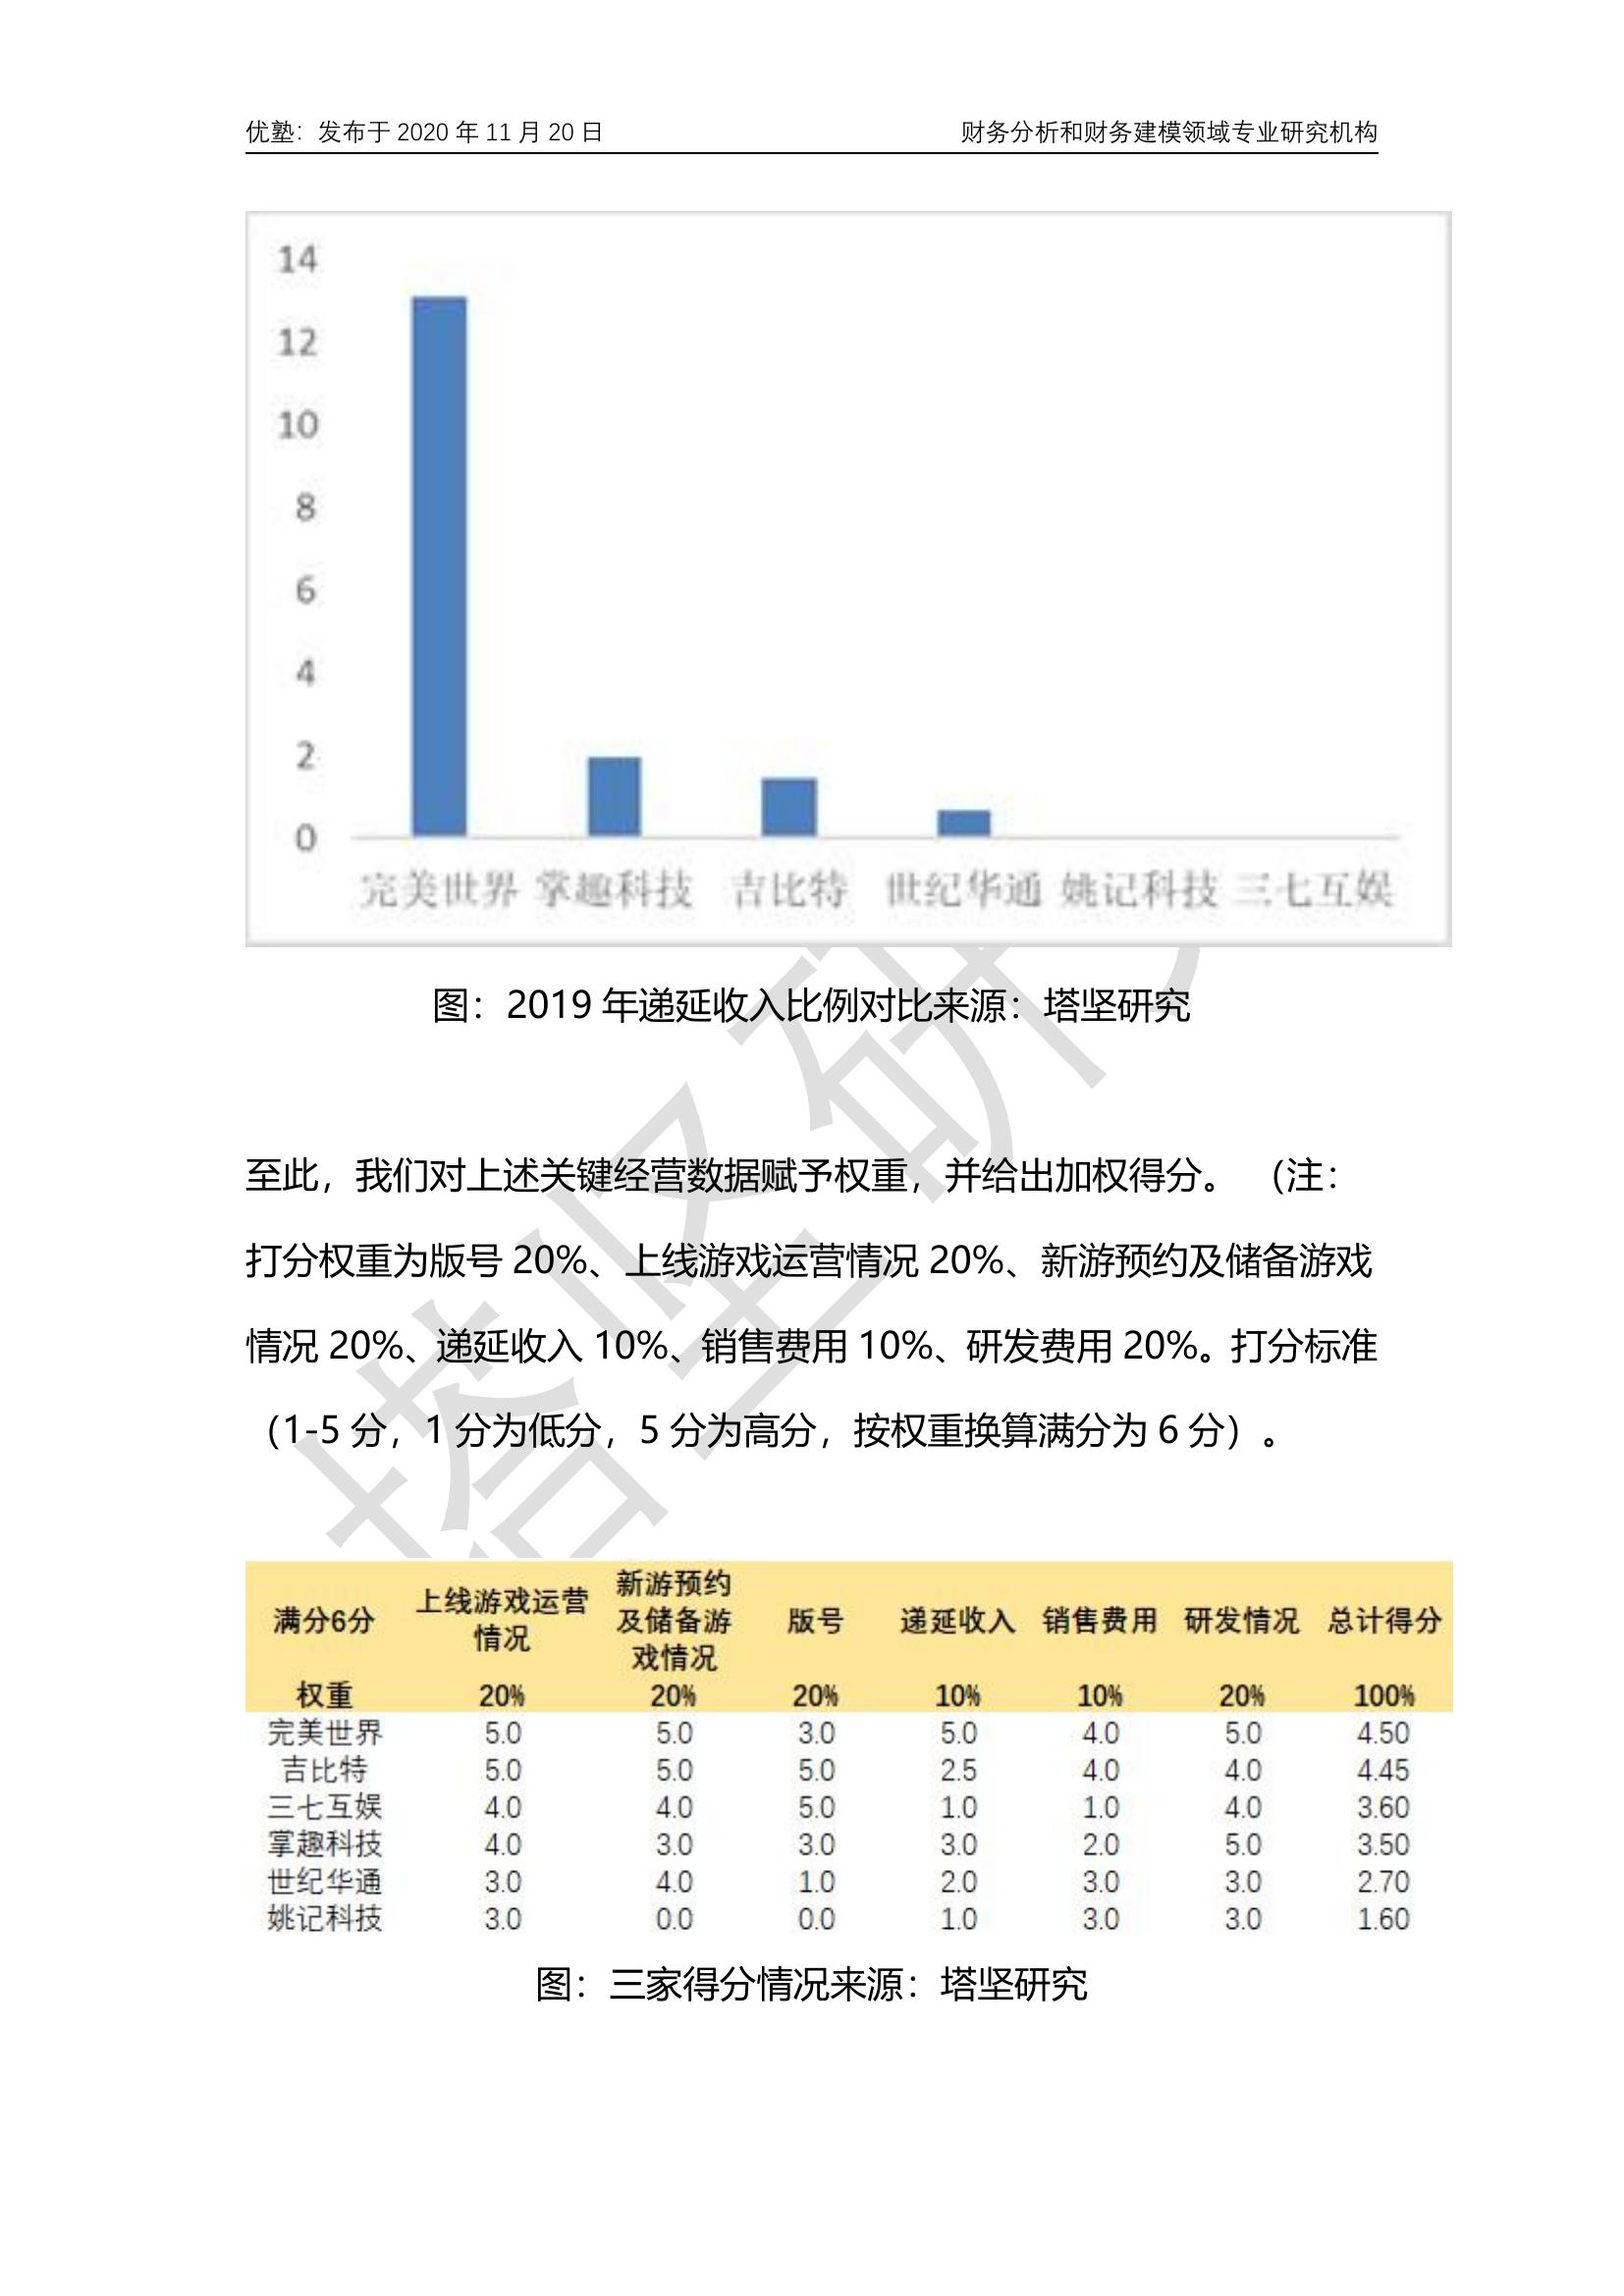 优塾：发布于 2020 年 11 月 20 日 财务分析和财务建模领域专业研究机构
14
12
10
8
6
4
2
0
完美世界 掌趣科技 吉比特 世纪华通 姚记科技 三七互娱
图：2019 年递延收入比例对比来源：塔坚研究
至此，我们对上述关键经营数据赋予权重，并给出加权得分。 （注：
打分权重为版号 20%、上线游戏运营情况 20%、新游预约及储备游戏
情况 20%、递延收入 10%、销售费用 10%、研发费用 20%。打分标准
（1-5 分，1 分为低分，5 分为高分，按权重换算满分为 6 分）。
满分6分 上线游戏运营情况 新游预约及储备游戏情况 版号 递延收入 销售费用 研发情况 总计得分
权重 20% 20% 20% 10% 10% 20% 100%
完美世界 5.0 5.0 3.0 5.0 4.0 5.0 4.50
吉比特 5.0 5.0 5.0 2.5 4.0 4.0 4.45
三七互娱 4.0 4.0 5.0 1.0 1.0 4.0 3.60
掌趣科技 4.0 3.0 3.0 3.0 2.0 5.0 3.50
世纪华通 3.0 4.0 1.0 2.0 3.0 3.0 2.70
姚记科技 3.0 0.0 0.0 1.0 3.0 3.0 1.60
图：三家得分情况来源：塔坚研究
塔坚研